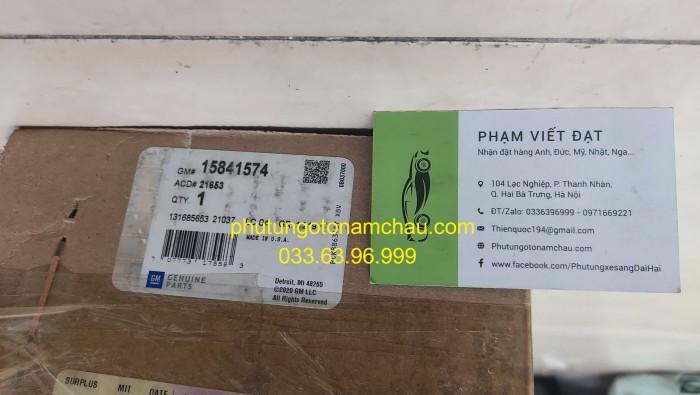 GM# 15841574
ACD# 21653
QTY. 1
131685653 21037
MADE IN U.S.A.
GM GENUINE
PARTS
Detroit, MI 48265
©2020 GM LLC
All Rights Reserved
SURPLUS MIT DATE
phutungotonamchau.com
033.63.96.999
PHẠM VIẾT ĐẠT
Nhận đặt hàng Anh, Đức, Mỹ, Nhật, Nga...
104 Lạc Nghiệp, P. Thanh Nhàn,
Q. Hai Bà Trưng, Hà Nội
ĐT/Zalo: 0336396999 - 0971669221
Thienquoc194@gmail.com
Phutungotonamchau.com
www.facebook.com/PhutungxesangDaiHai